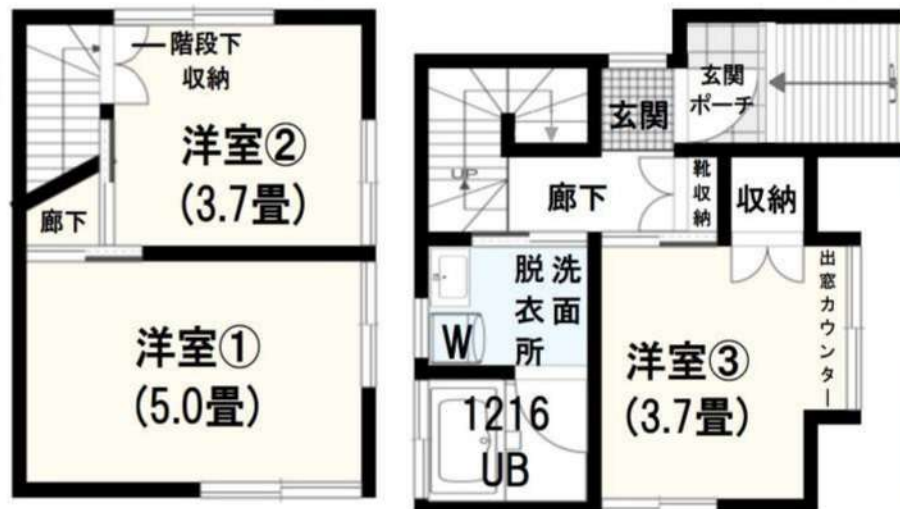 階段下
収納
洋室②
(3.7畳)
廊下
洋室①
(5.0畳)
玄関
玄関
ポーチ
UP
廊下
靴収納
収納
洗面
脱衣所
W
出窓カウンター
洋室③
(3.7畳)
1216
UB